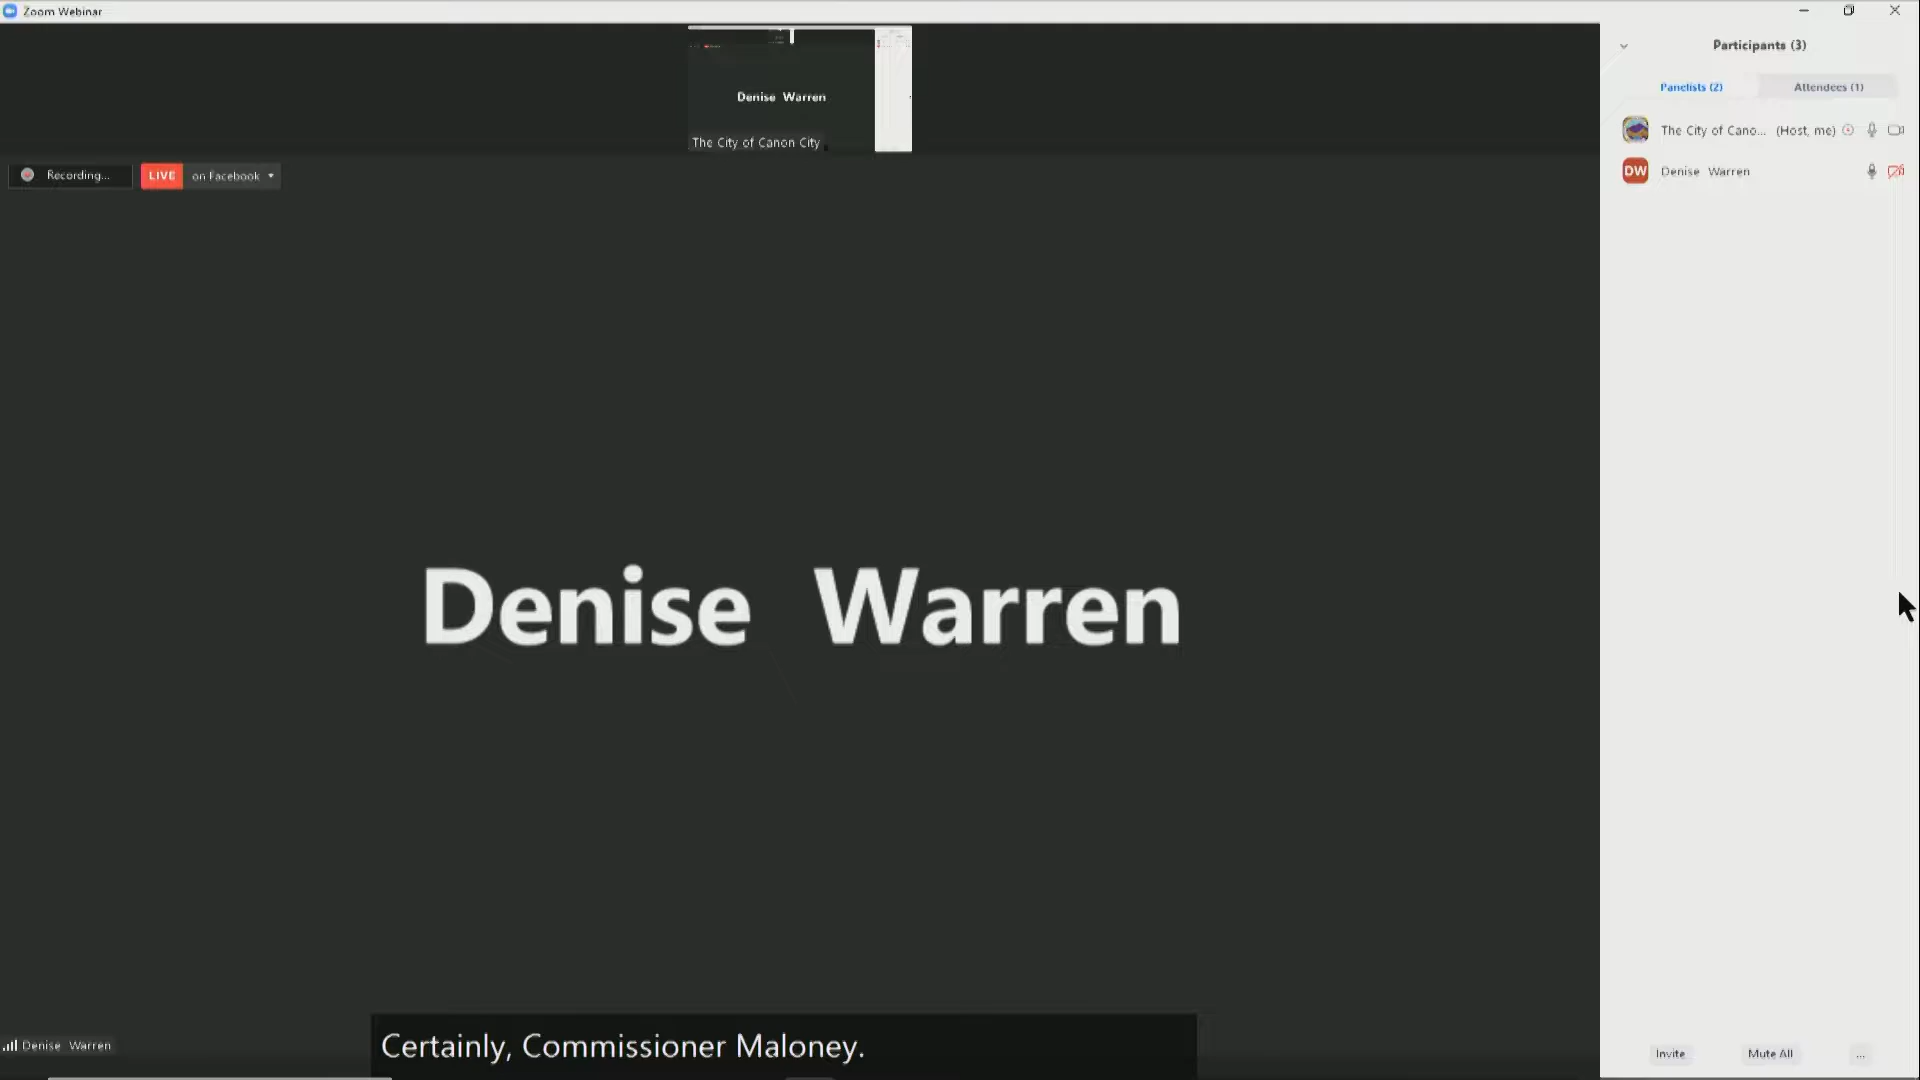 Zoom Webinar
Denise Warren
The City of Canon City
Participants (3)
Panelists (2)
Attendees (1)
The City of Cano... (Host, me)
DW
Denise Warren
Recording...
LIVE
on Facebook
Denise Warren
Denise Warren
Certainly, Commissioner Maloney.
Invite
Mute All
...